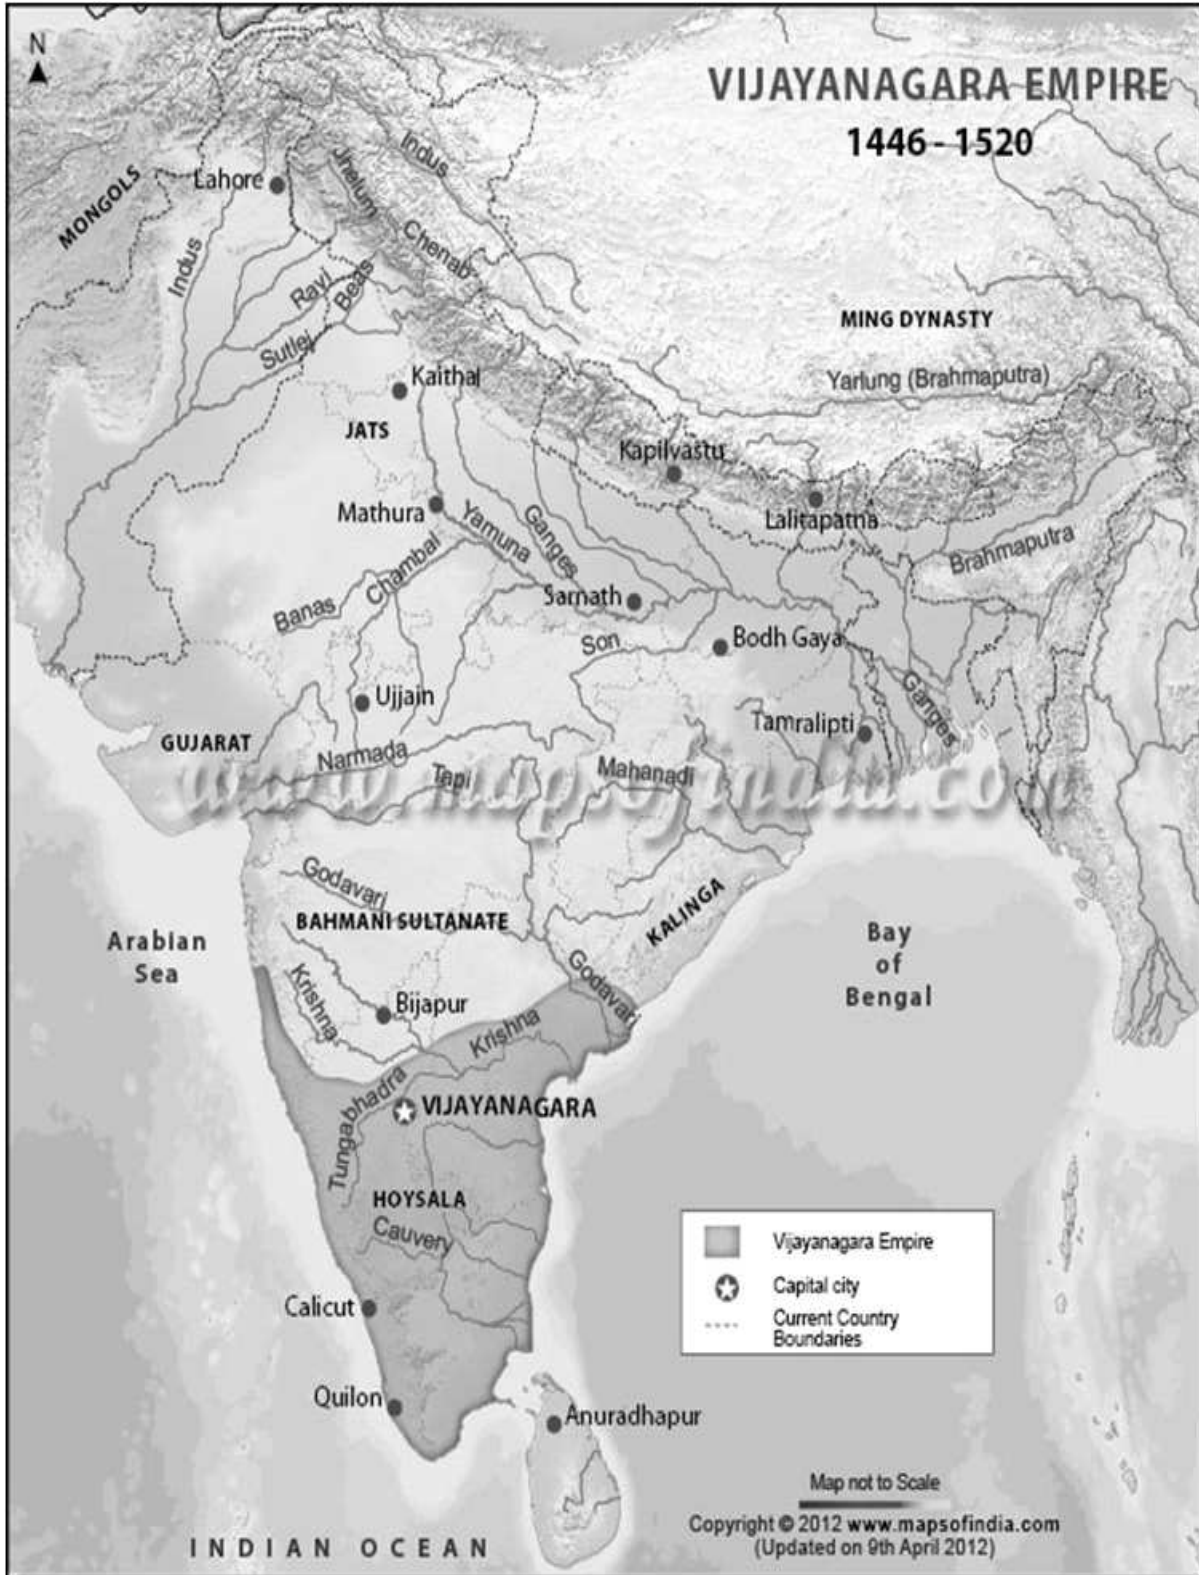 N
VIJAYANAGARA EMPIRE
1446 - 1520
MONGOLS
Lahore
Indus
Jhelum
Indus
Chenab
Ravi
Beas
Sutlej
MING DYNASTY
Yarlung (Brahmaputra)
Kaithal
JATS
Kapilvastu
Mathura
Lalitapatna
Yamuna
Ganges
Brahmaputra
Chambal
Banas
Sarnath
Son
Bodh Gaya
Ujjain
Ganges
Tamralipti
GUJARAT
Narmada
Tapi
Mahanadi
www.mapsofindia.com
Godavari
BAHMANI SULTANATE
KALINGA
Arabian
Sea
Bay
of
Bengal
Godavari
Krishna
Bijapur
Krishna
Tungabhadra
VIJAYANAGARA
HOYSALA
Cauvery
Vijayanagara Empire
Capital city
Current Country
Boundaries
Calicut
Quilon
Anuradhapur
Map not to Scale
Copyright © 2012 www.mapsofindia.com
(Updated on 9th April 2012)
INDIAN OCEAN